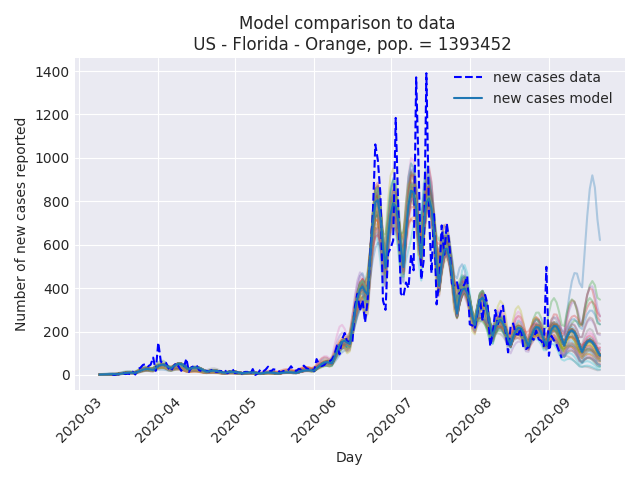 Model comparison to data
US - Florida - Orange, pop. = 1393452
new cases data
new cases model
Number of new cases reported
1400
1200
1000
800
600
400
200
0
2020-03
2020-04
2020-05
2020-06
2020-07
2020-08
2020-09
Day